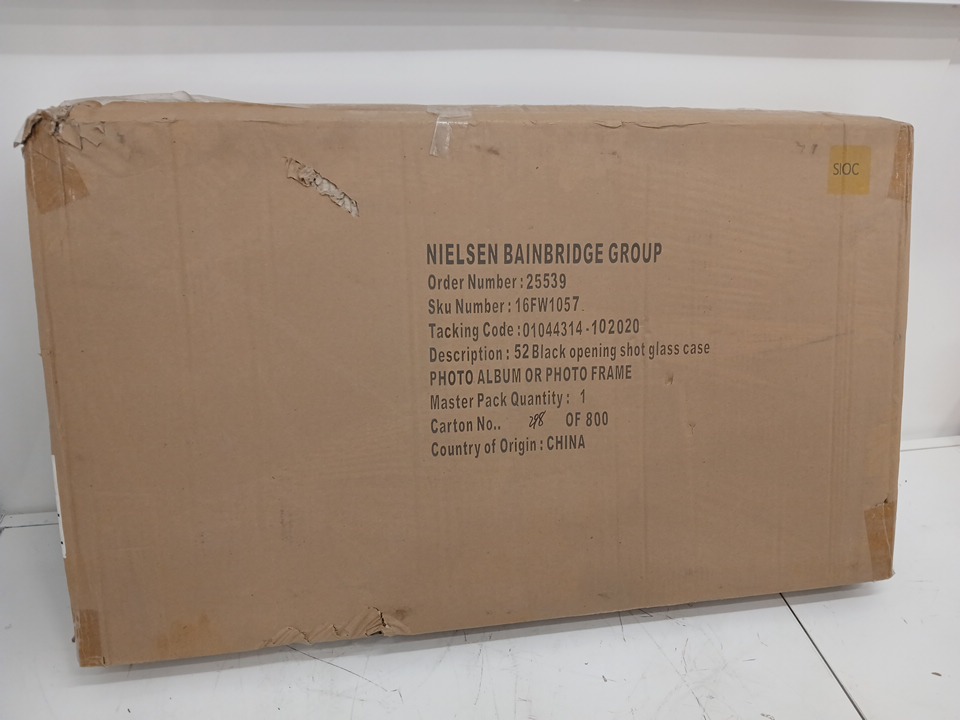 SIOC
NIELSEN BAINBRIDGE GROUP
Order Number: 25539
Sku Number: 16FW1057
Tacking Code:01044314-102020
Description: 52 Black opening shot glass case
PHOTO ALBUM OR PHOTO FRAME
Master Pack Quantity: 1
Carton No.. 298 OF 800
Country of Origin: CHINA